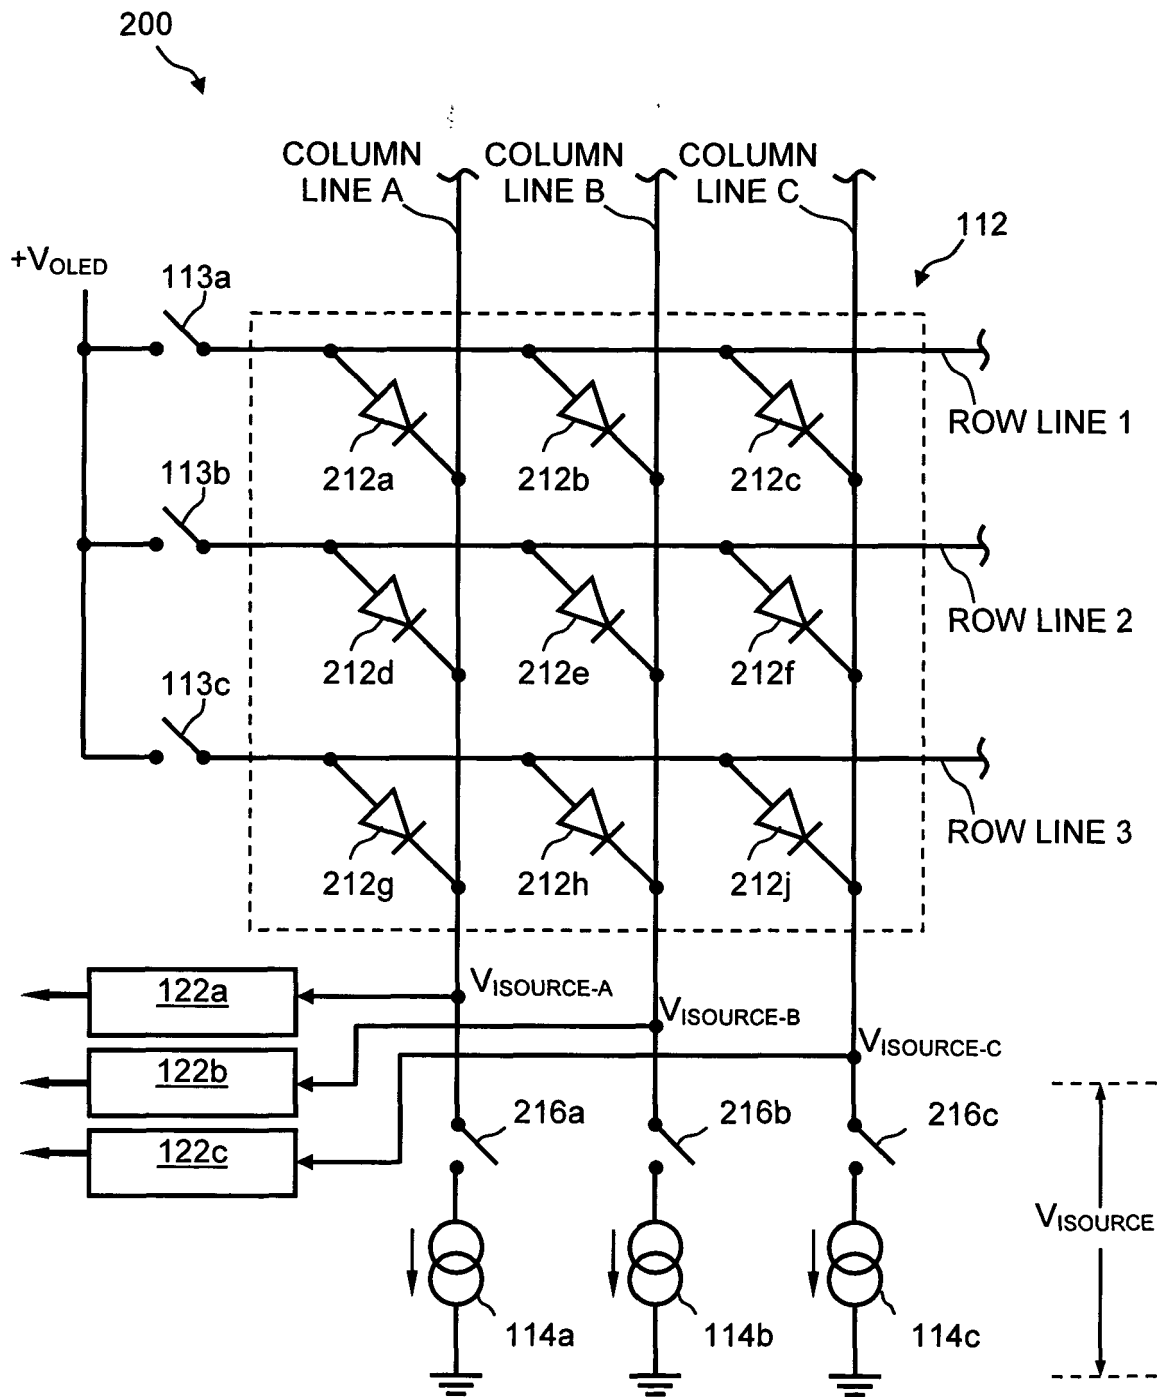 200
COLUMN
LINE A
COLUMN
LINE B
COLUMN
LINE C
112
+VOLED
113a
ROW LINE 1
212a
212b
212c
113b
ROW LINE 2
212d
212e
212f
113c
ROW LINE 3
212g
212h
212j
122a
VISOURCE-A
VISOURCE-B
122b
VISOURCE-C
122c
216a
216b
216c
VISOURCE
114a
114b
114c